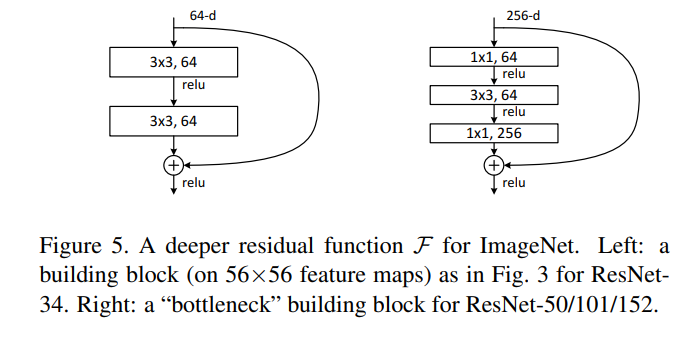 64-d
3x3, 64
relu
3x3, 64
+
relu
256-d
1x1, 64
relu
3x3, 64
relu
1x1, 256
+
relu
Figure 5. A deeper residual function ℱ for ImageNet. Left: a
building block (on 56×56 feature maps) as in Fig. 3 for ResNet-
34. Right: a “bottleneck” building block for ResNet-50/101/152.